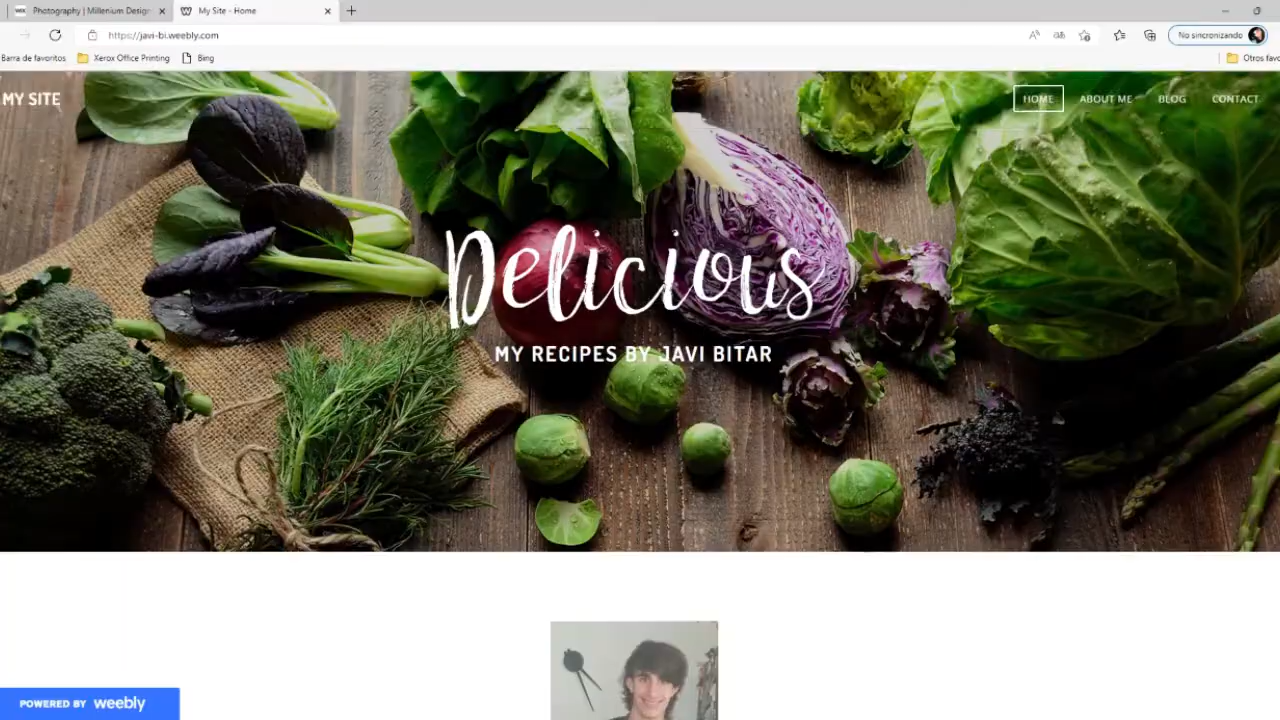 Photography | Millenium Design
My Site - Home
https://javi-bi.weebly.com
No sincronizando
Barra de favoritos
Xerox Office Printing
Bing
Otros favo
MY SITE
HOME
ABOUT ME
BLOG
CONTACT
Delicious
MY RECIPES BY JAVI BITAR
POWERED BY weebly